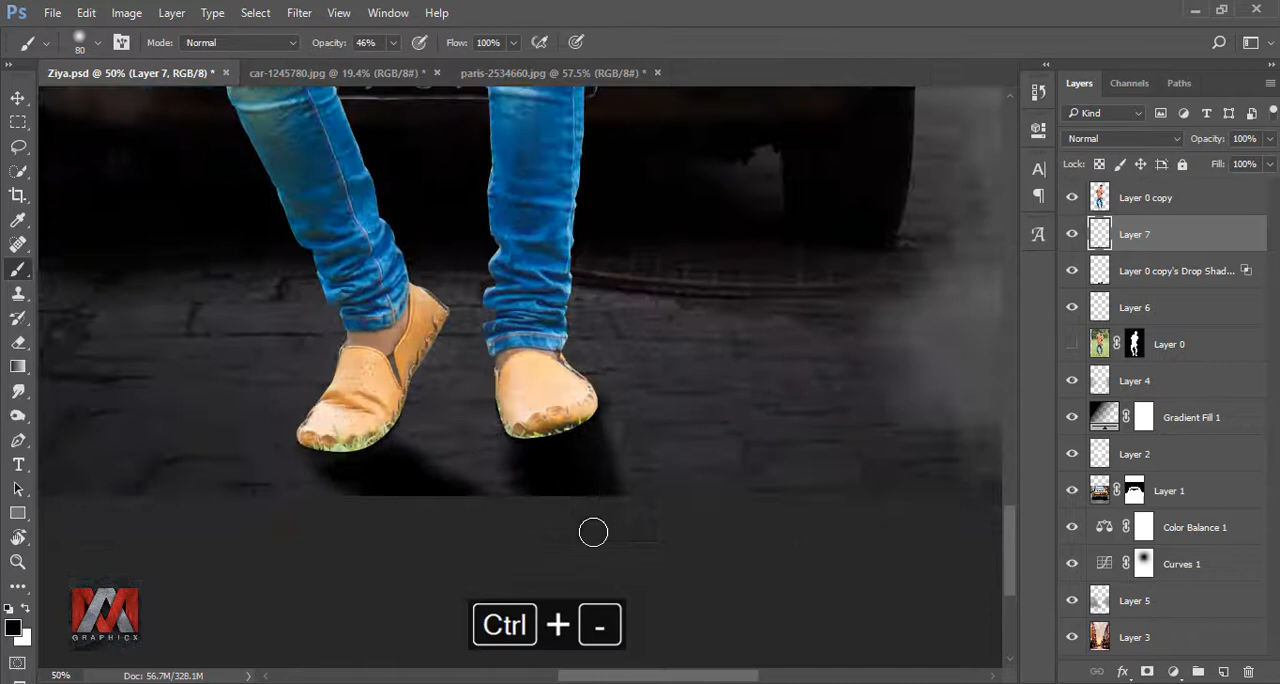 Ps File Edit Image Layer Type Select Filter View Window Help
80 Mode: Normal Opacity: 46% Flow: 100%
Ziya.psd @ 50% (Layer 7, RGB/8) * × car-1245780.jpg @ 19.4% (RGB/8#) * × paris-2534660.jpg @ 57.5% (RGB/8#) * ×
Layers Channels Paths
Kind
Normal Opacity: 100%
Lock: Fill: 100%
Layer 0 copy
Layer 7
Layer 0 copy's Drop Shad...
Layer 6
Layer 0
Layer 4
Gradient Fill 1
Layer 2
Layer 1
Color Balance 1
Curves 1
Layer 5
Layer 3
GRAPHICX
Ctrl + -
50% Doc: 56.7M/328.1M